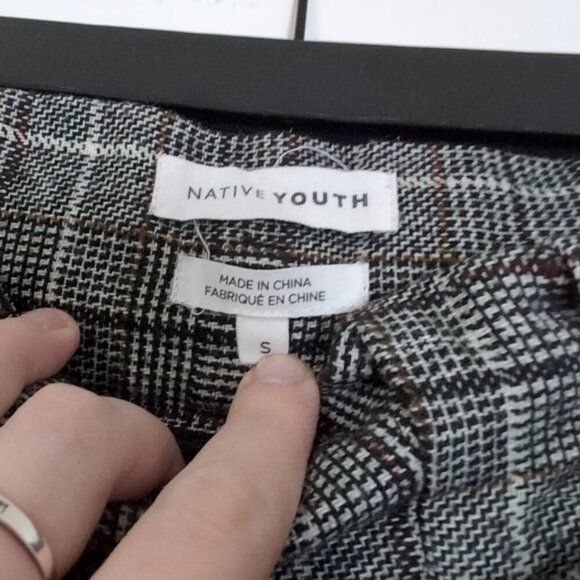 NATIVE YOUTH
MADE IN CHINA
FABRIQUÉ EN CHINE
S